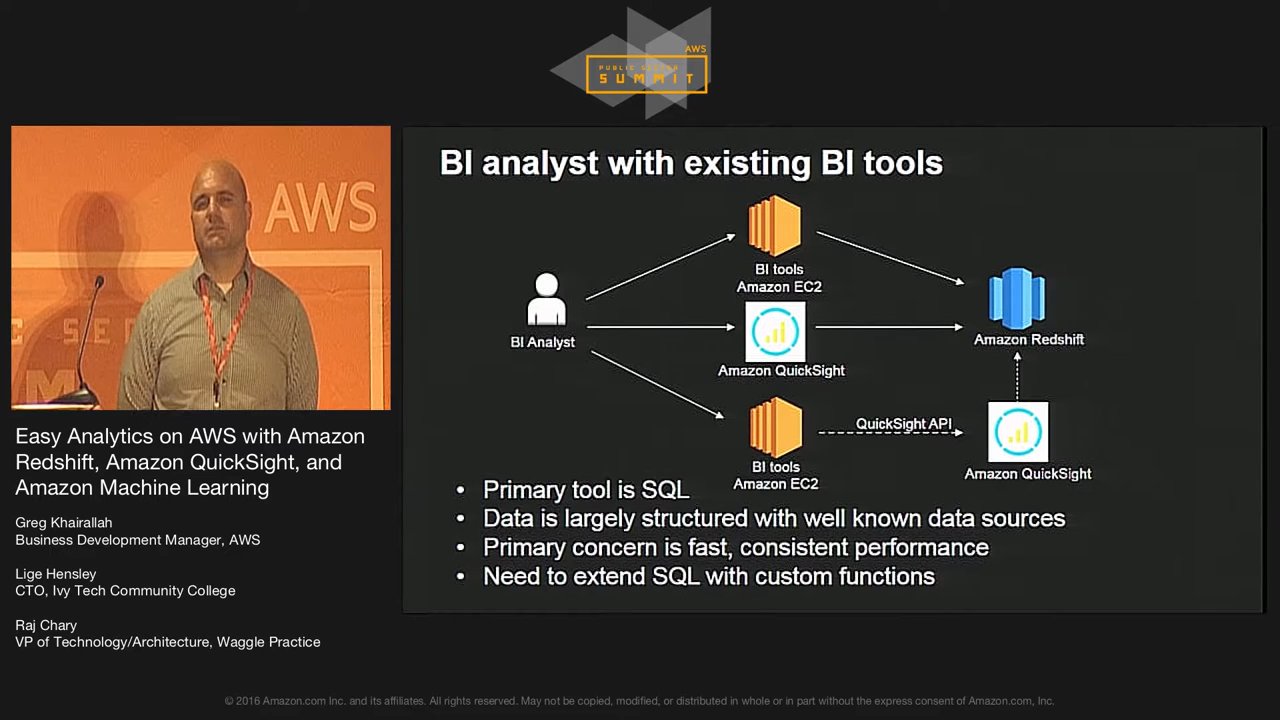 AWS
PUBLIC SECTOR
SUMMIT
AWS
BI analyst with existing BI tools
BI tools
Amazon EC2
BI Analyst
Amazon Redshift
Amazon QuickSight
QuickSight API
BI tools
Amazon EC2
Amazon QuickSight
• Primary tool is SQL
• Data is largely structured with well known data sources
• Primary concern is fast, consistent performance
• Need to extend SQL with custom functions
Easy Analytics on AWS with Amazon
Redshift, Amazon QuickSight, and
Amazon Machine Learning
Greg Khairallah
Business Development Manager, AWS
Lige Hensley
CTO, Ivy Tech Community College
Raj Chary
VP of Technology/Architecture, Waggle Practice
© 2016 Amazon.com Inc. and its affiliates. All rights reserved. May not be copied, modified, or distributed in whole or in part without the express consent of Amazon.com, Inc.